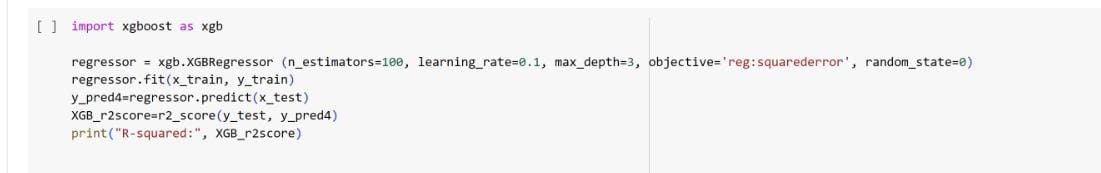 [ ] import xgboost as xgb
regressor = xgb.XGBRegressor (n_estimators=100, learning_rate=0.1, max_depth=3, objective='reg:squarederror', random_state=0)
regressor.fit(x_train, y_train)
y_pred4=regressor.predict(x_test)
XGB_r2score=r2_score(y_test, y_pred4)
print("R-squared:", XGB_r2score)